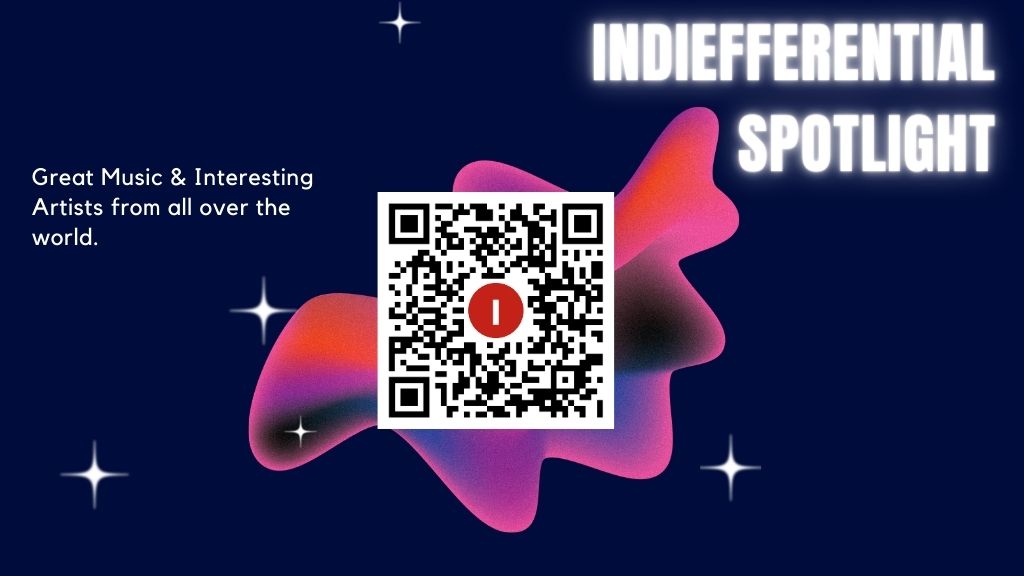 INDIEFFERENTIAL
SPOTLIGHT
Great Music & Interesting
Artists from all over the
world.
I